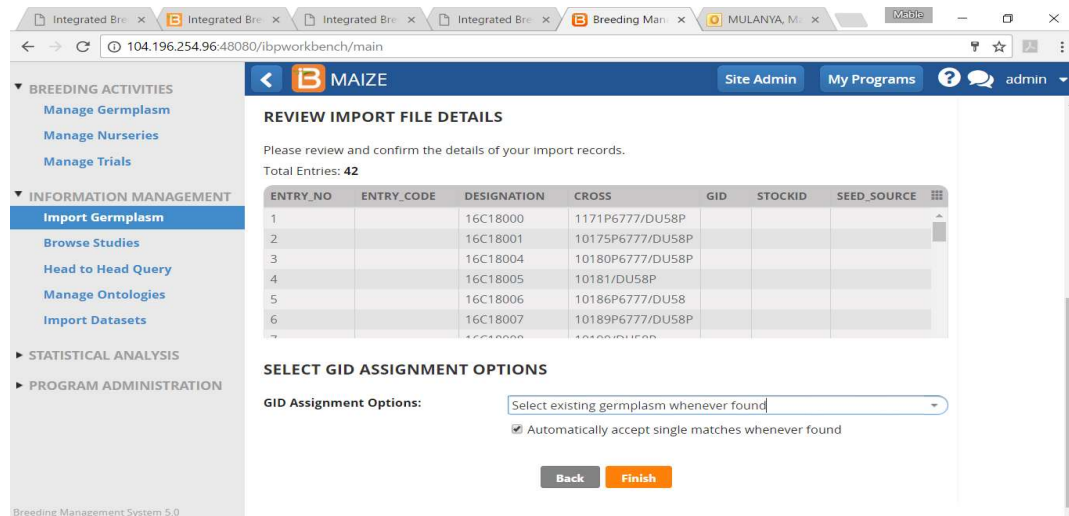 Integrated Bre
Integrated Bre
Integrated Bre
Integrated Bre
Breeding Man
MULANYA, M
Mable
104.196.254.96:48080/ibpworkbench/main
BREEDING ACTIVITIES
Manage Germplasm
Manage Nurseries
Manage Trials
INFORMATION MANAGEMENT
Import Germplasm
Browse Studies
Head to Head Query
Manage Ontologies
Import Datasets
STATISTICAL ANALYSIS
PROGRAM ADMINISTRATION
Breeding Management System 5.0
MAIZE
Site Admin
My Programs
admin
REVIEW IMPORT FILE DETAILS
Please review and confirm the details of your import records.
Total Entries: 42
ENTRY_NO ENTRY_CODE DESIGNATION CROSS GID STOCKID SEED_SOURCE
1 16C18000 1171P6777/DU58P
2 16C18001 10175P6777/DU58P
3 16C18004 10180P6777/DU58P
4 16C18005 10181/DU58P
5 16C18006 10186P6777/DU58
6 16C18007 10189P6777/DU58P
SELECT GID ASSIGNMENT OPTIONS
GID Assignment Options: Select existing germplasm whenever found
Automatically accept single matches whenever found
Back Finish